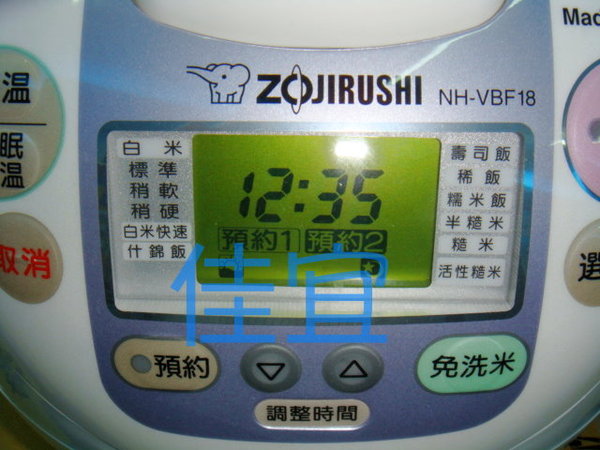 Mad
ZOJIRUSHI NH-VBF18
溫
眠
溫
取消
白米
標準
稍軟
稍硬
白米快速
什錦飯
12:35
預約1 預約2
壽司飯
稀飯
糯米飯
半糙米
糙米
活性糙米
選
佳宜
預約
免洗米
調整時間